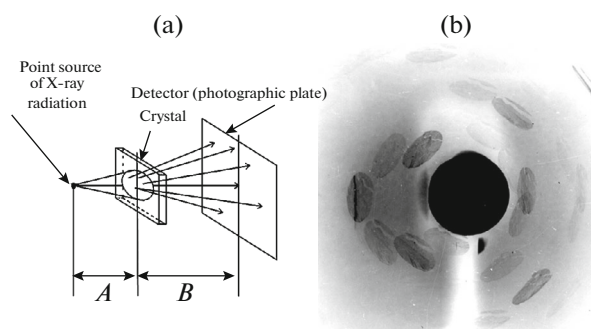 (a)
(b)
Point source
of X-ray
radiation
Detector (photographic plate)
Crystal
A
B